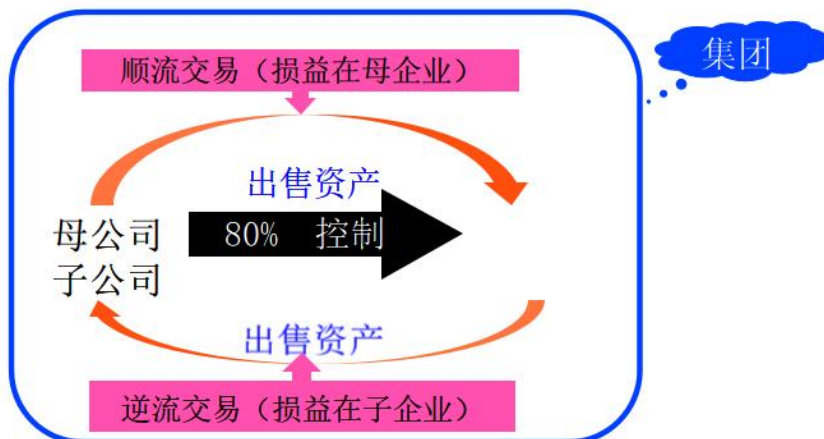 顺流交易（损益在母企业）
集团
出售资产
母公司
80% 控制
子公司
出售资产
逆流交易（损益在子企业）